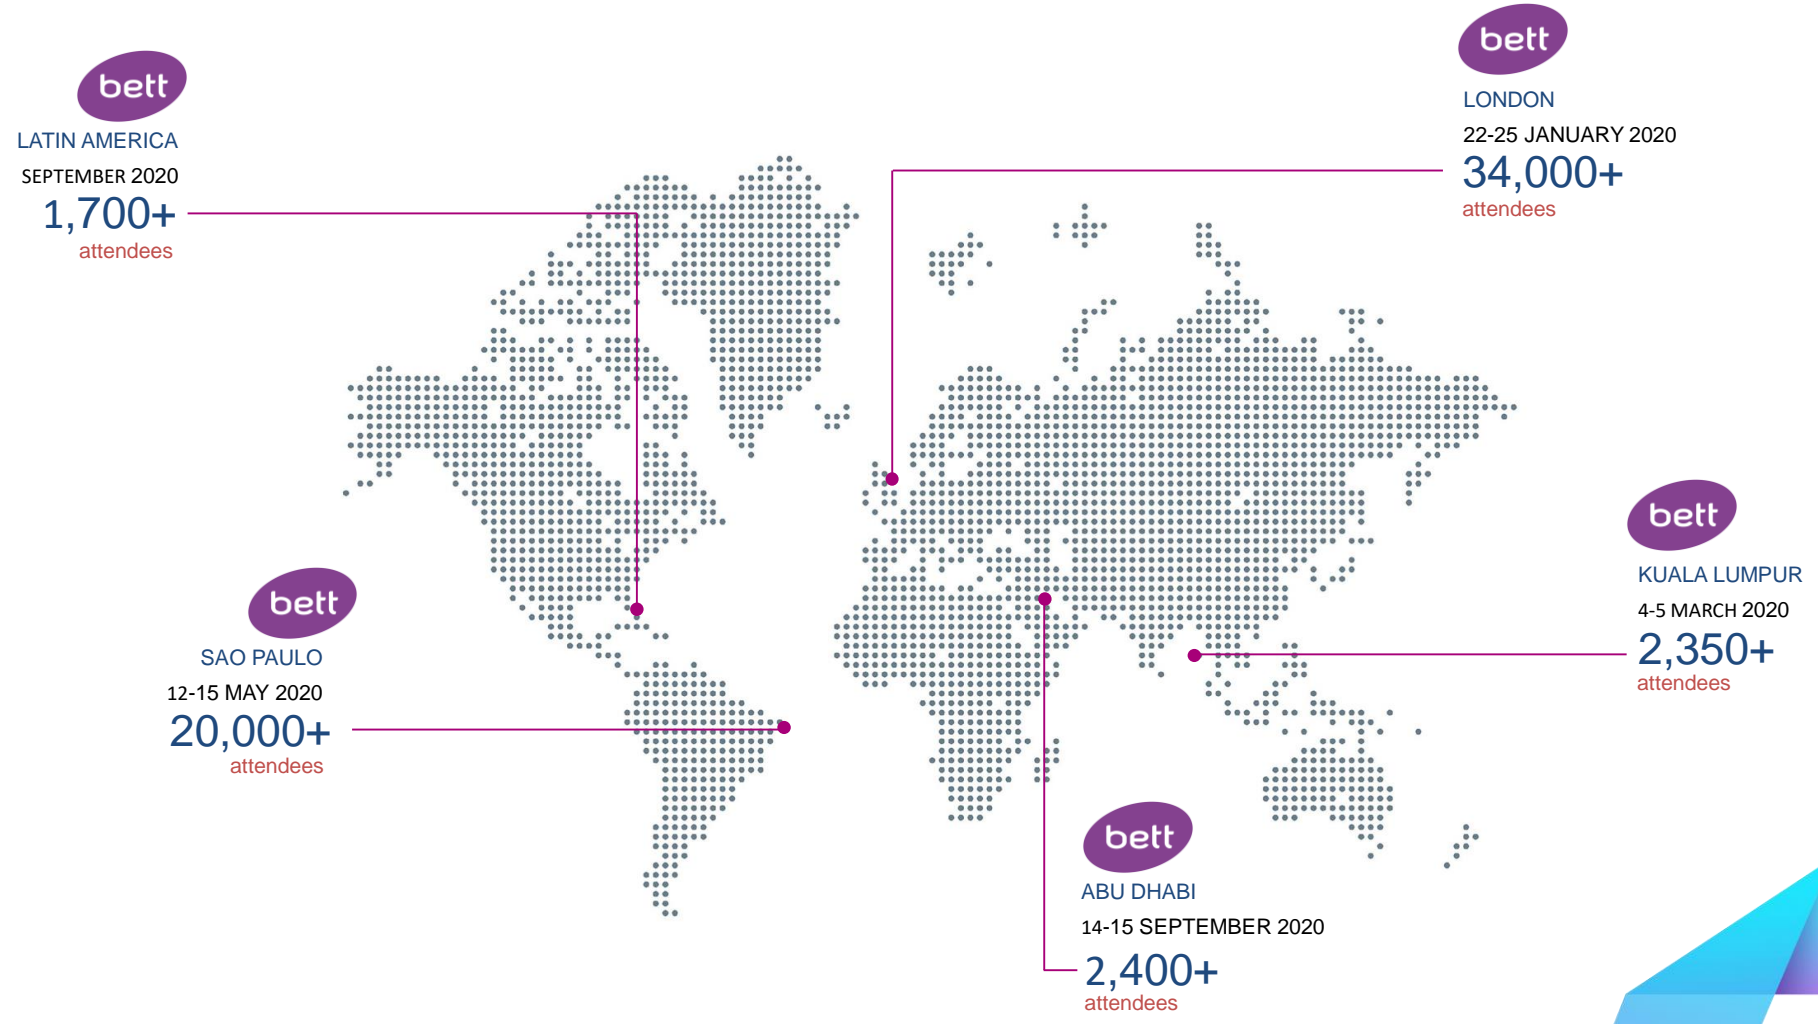 bett
LATIN AMERICA
SEPTEMBER 2020
1,700+
attendees
bett
LONDON
22-25 JANUARY 2020
34,000+
attendees
bett
SAO PAULO
12-15 MAY 2020
20,000+
attendees
bett
KUALA LUMPUR
4-5 MARCH 2020
2,350+
attendees
bett
ABU DHABI
14-15 SEPTEMBER 2020
2,400+
attendees